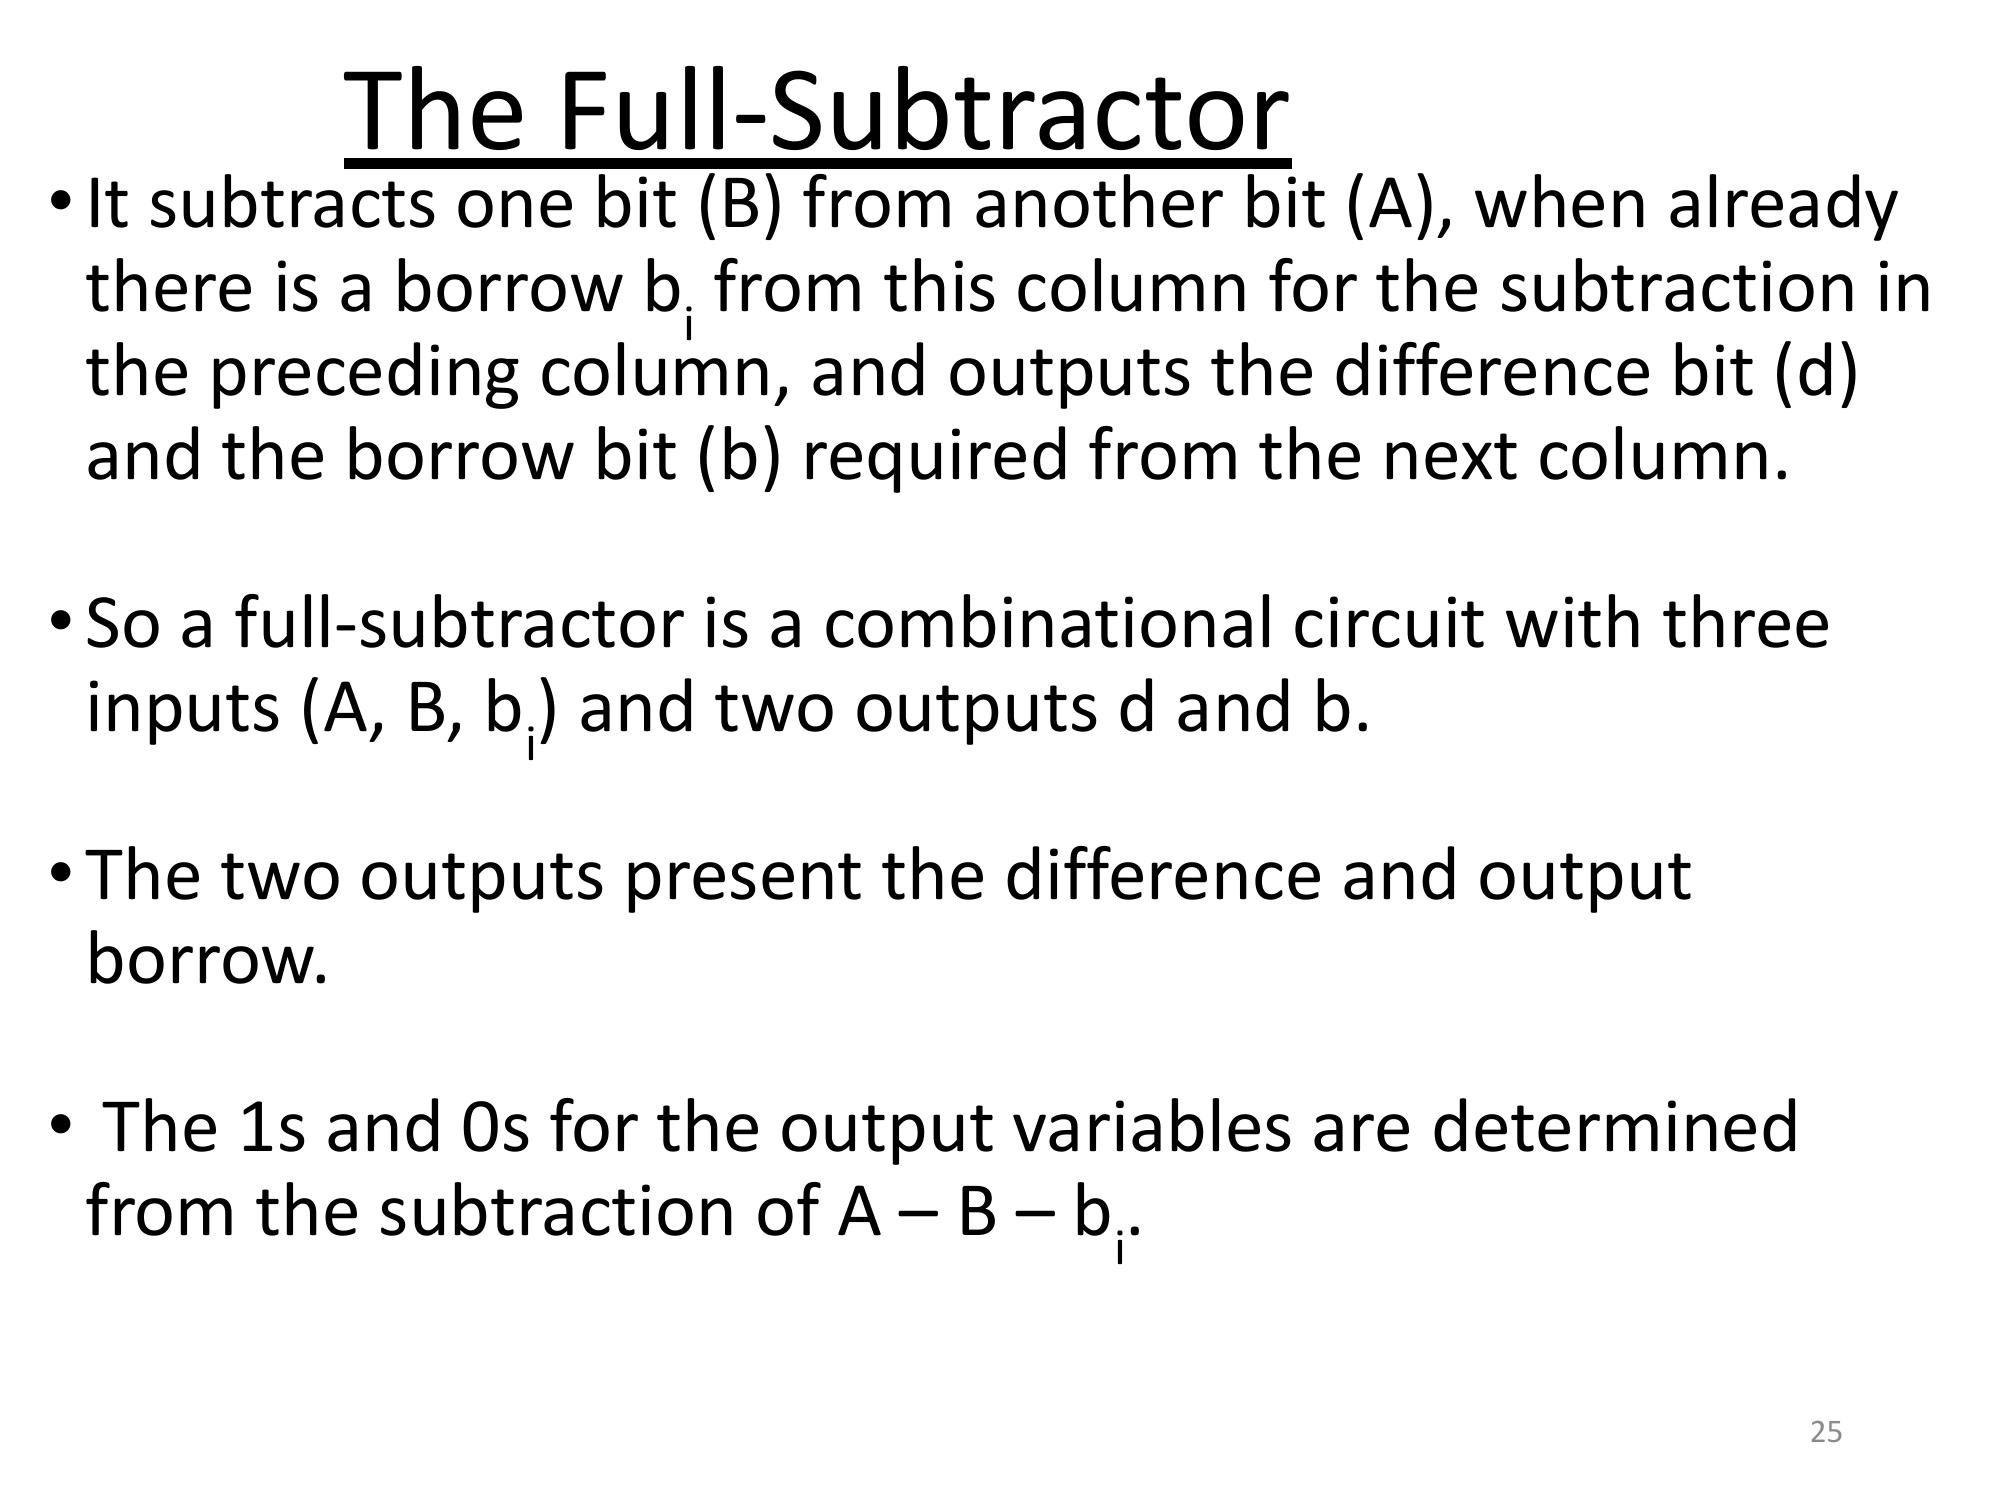 The Full-Subtractor
• It subtracts one bit (B) from another bit (A), when already
there is a borrow bᵢ from this column for the subtraction in
the preceding column, and outputs the difference bit (d)
and the borrow bit (b) required from the next column.
• So a full-subtractor is a combinational circuit with three
inputs (A, B, bᵢ) and two outputs d and b.
• The two outputs present the difference and output
borrow.
• The 1s and 0s for the output variables are determined
from the subtraction of A – B – bᵢ.
25